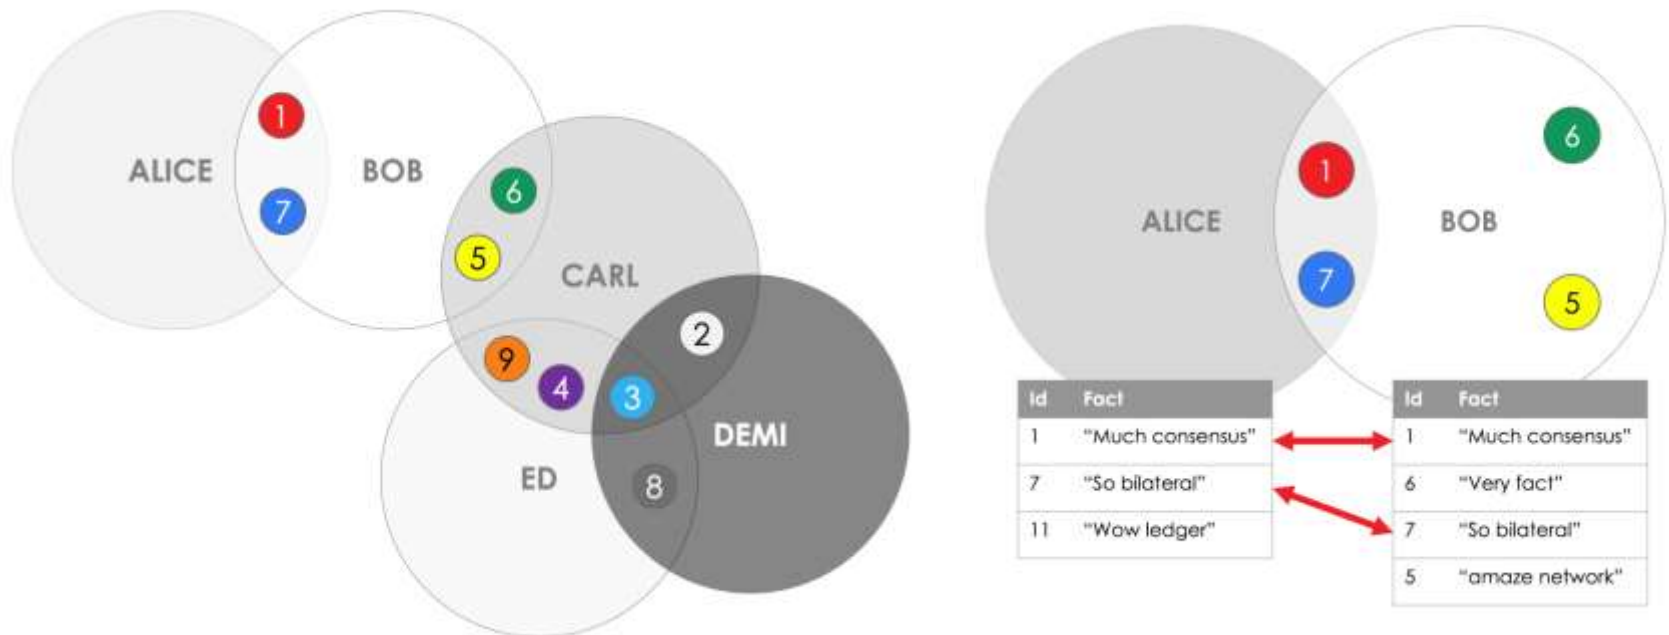 1
ALICE
BOB
7
6
5
CARL
2
9
4
3
DEMI
ED
8
1
6
ALICE
BOB
7
5
Id Fact
1 “Much consensus”
7 “So bilateral”
11 “Wow ledger”
Id Fact
1 “Much consensus”
6 “Very fact”
7 “So bilateral”
5 “amaze network”